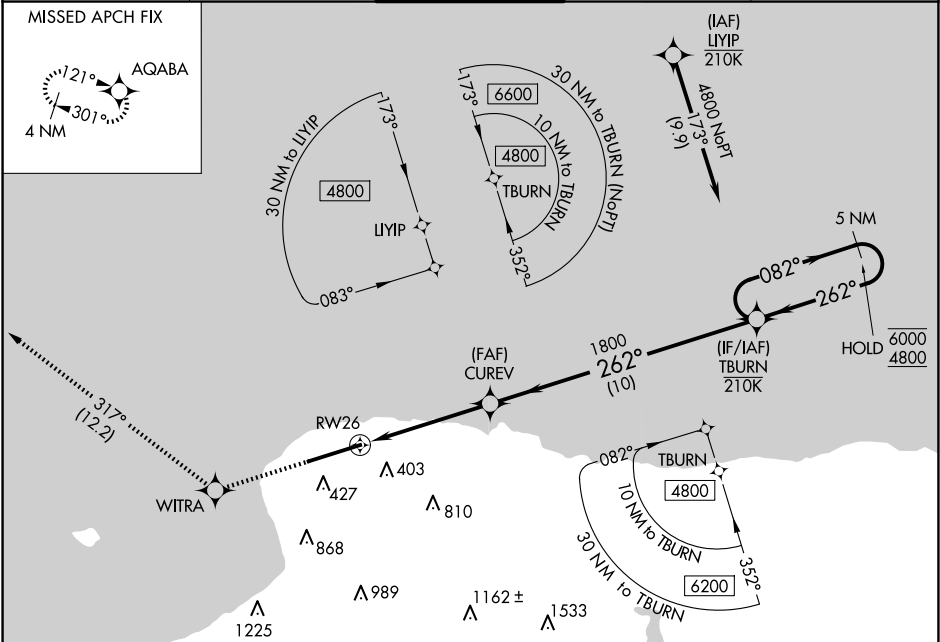 MISSED APCH FIX
121°
AQABA
301°
4 NM
(IAF)
LIYIP
210K
4800 NoPT
173°
(9.9)
30 NM to LIYIP
173°
4800
LIYIP
083°
173°
6600
30 NM to TBURN (NoPT)
10 NM to TBURN
4800
TBURN
352°
5 NM
082°
262°
HOLD
6000
4800
(IF/IAF)
TBURN
210K
1800
262°
(10)
(FAF)
CUREV
RW26
317°
(12.2)
WITRA
403
427
810
868
989
1162 ±
1533
1225
082°
TBURN
4800
10 NM to TBURN
30 NM to TBURN
6200
352°